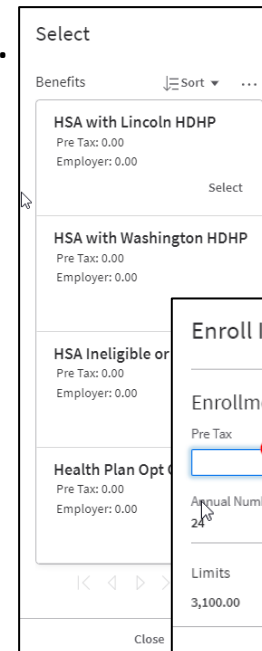 Select
Benefits Sort ...
HSA with Lincoln HDHP
Pre Tax: 0.00
Employer: 0.00
Select
HSA with Washington HDHP
Pre Tax: 0.00
Employer: 0.00
HSA Ineligible or
Pre Tax: 0.00
Employer: 0.00
Health Plan Opt
Pre Tax: 0.00
Employer: 0.00
Close
Enroll
Pre Tax
Annual
24
Limits
3,100.00